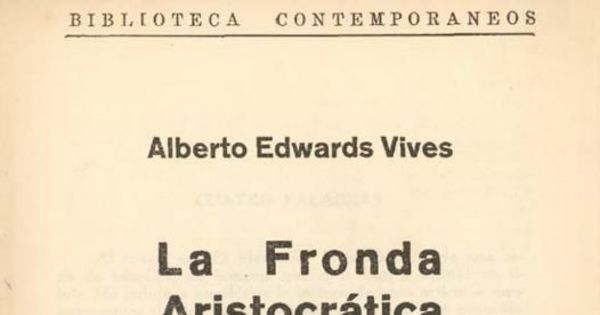 BIBLIOTECA CONTEMPORANEOS
Alberto Edwards Vives
La Fronda
Aristocrática